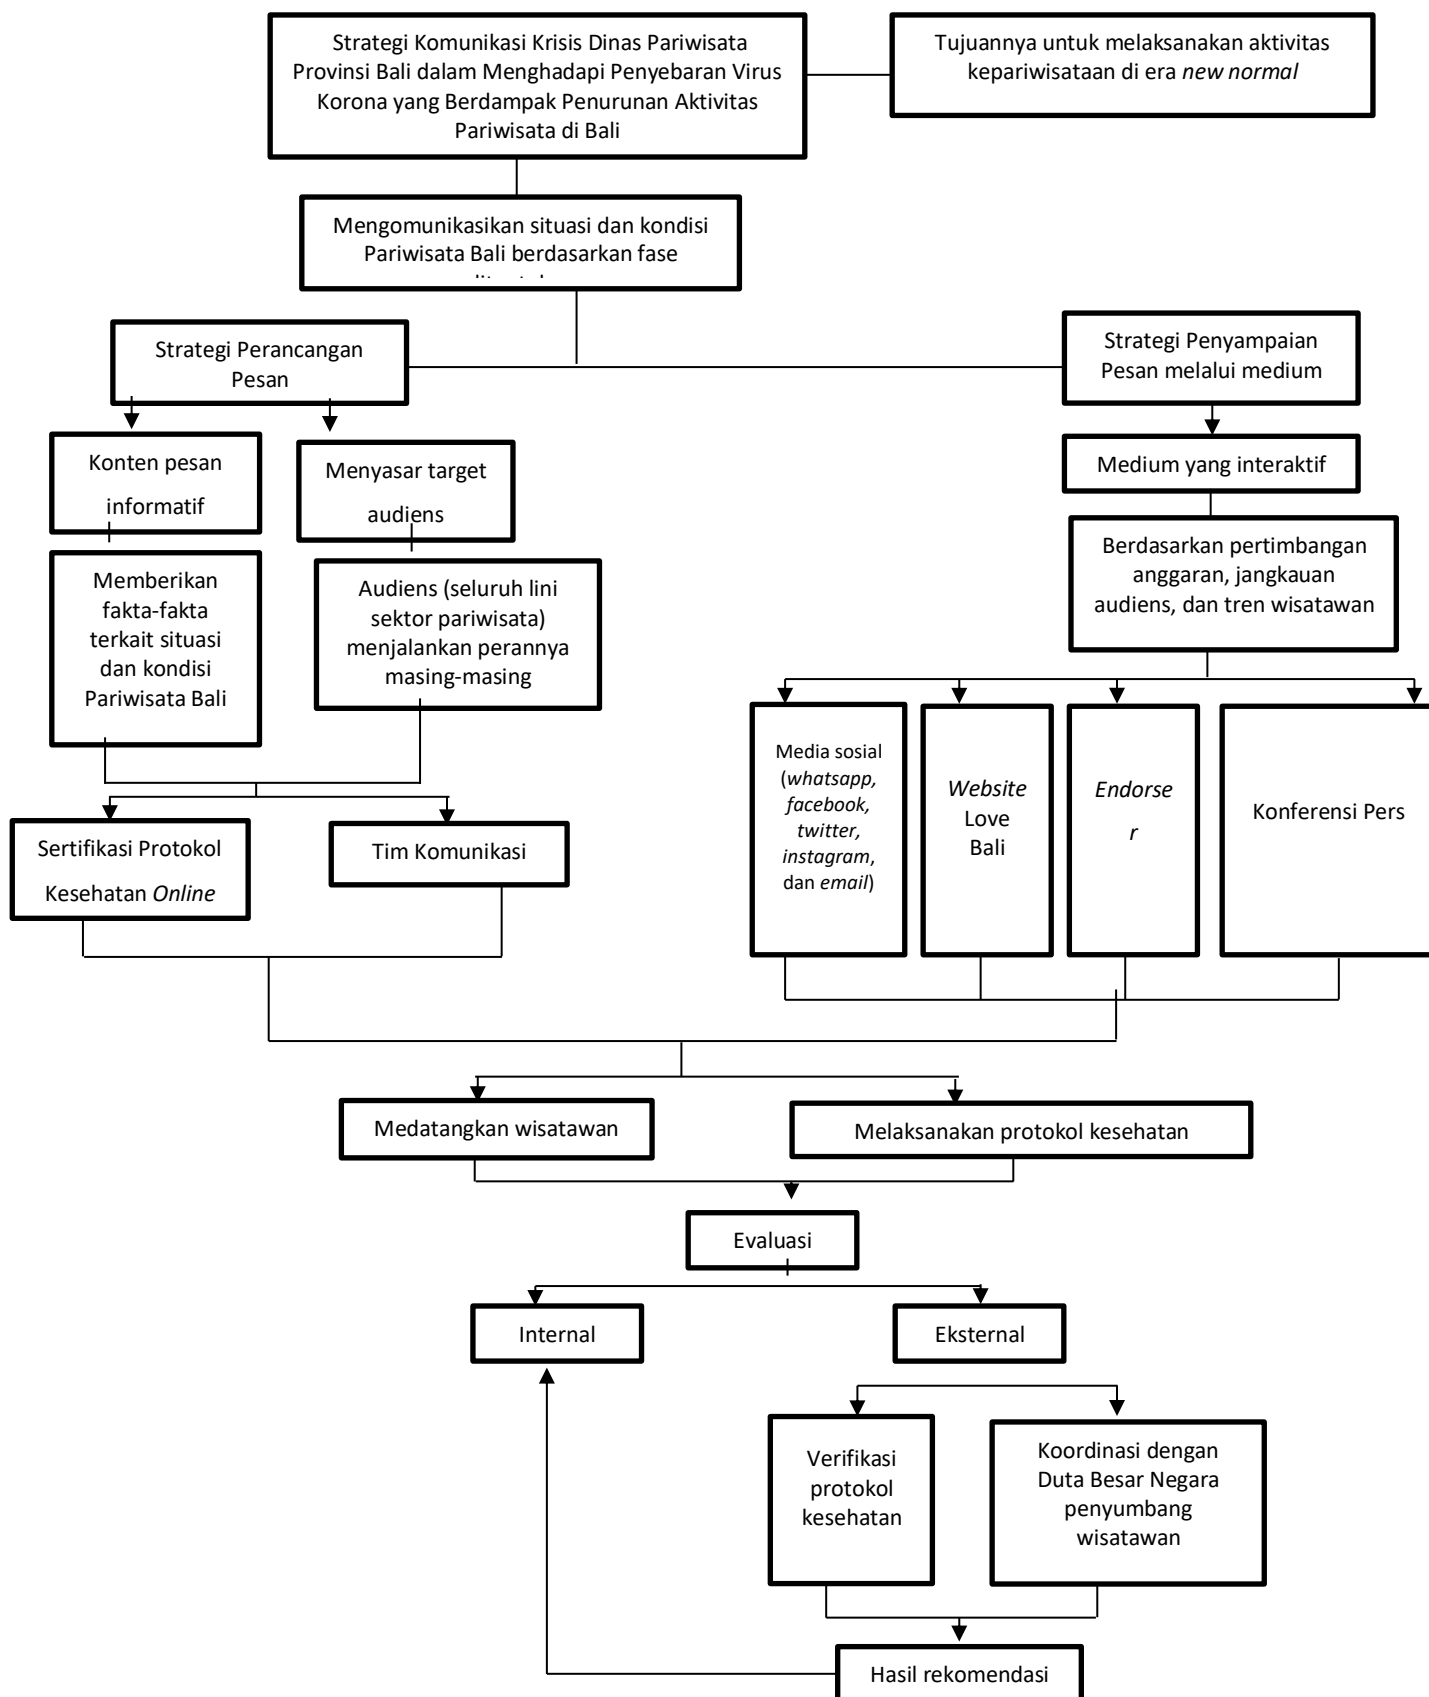 Strategi Komunikasi Krisis Dinas Pariwisata
Provinsi Bali dalam Menghadapi Penyebaran Virus
Korona yang Berdampak Penurunan Aktivitas
Pariwisata di Bali
Tujuannya untuk melaksanakan aktivitas
kepariwisataan di era new normal
Mengomunikasikan situasi dan kondisi
Pariwisata Bali berdasarkan fase
Strategi Perancangan
Pesan
Strategi Penyampaian
Pesan melalui medium
Konten pesan
informatif
Menyasar target
audiens
Medium yang interaktif
Memberikan
fakta-fakta
terkait situasi
dan kondisi
Pariwisata Bali
Audiens (seluruh lini
sektor pariwisata)
menjalankan perannya
masing-masing
Berdasarkan pertimbangan
anggaran, jangkauan
audiens, dan tren wisatawan
Media sosial
(whatsapp,
facebook,
twitter,
instagram,
dan email)
Website
Love
Bali
Endorse
r
Konferensi Pers
Sertifikasi Protokol
Kesehatan Online
Tim Komunikasi
Medatangkan wisatawan
Melaksanakan protokol kesehatan
Evaluasi
Internal
Eksternal
Verifikasi
protokol
kesehatan
Koordinasi dengan
Duta Besar Negara
penyumbang
wisatawan
Hasil rekomendasi